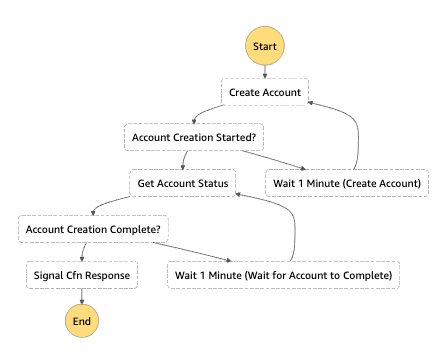 Start
Create Account
Account Creation Started?
Get Account Status
Wait 1 Minute (Create Account)
Account Creation Complete?
Signal Cfn Response
Wait 1 Minute (Wait for Account to Complete)
End